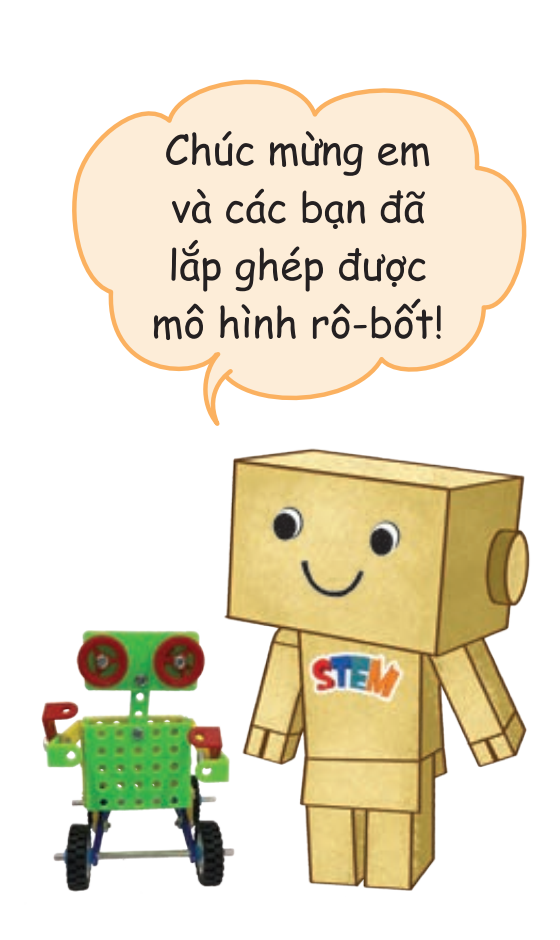 Chúc mừng em
và các bạn đã
lắp ghép được
mô hình rô-bốt!
STEM